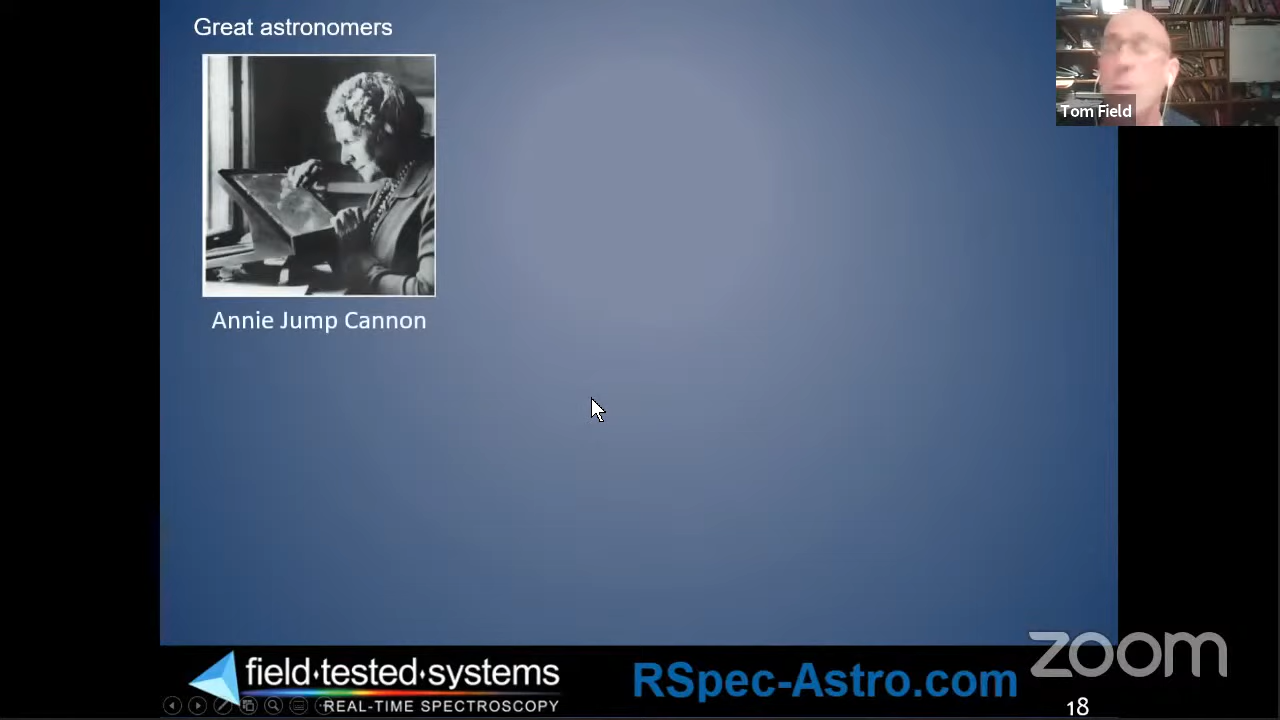 Great astronomers
Tom Field
Annie Jump Cannon
zoom
field·tested·systems
REAL-TIME SPECTROSCOPY
RSpec-Astro.com
18